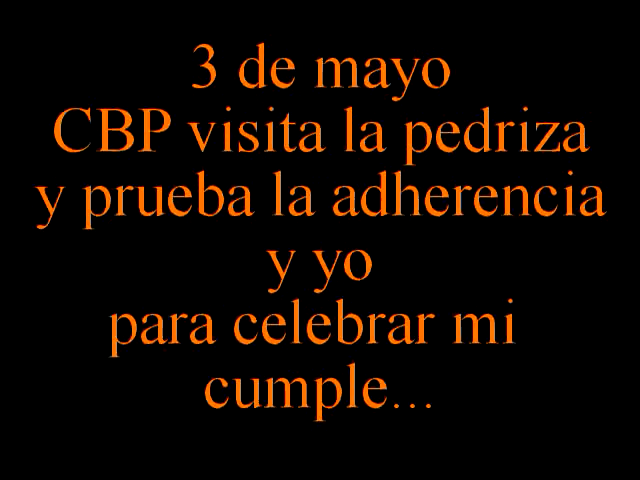 3 de mayo
CBP visita la pedriza
y prueba la adherencia
y yo
para celebrar mi
cumple...